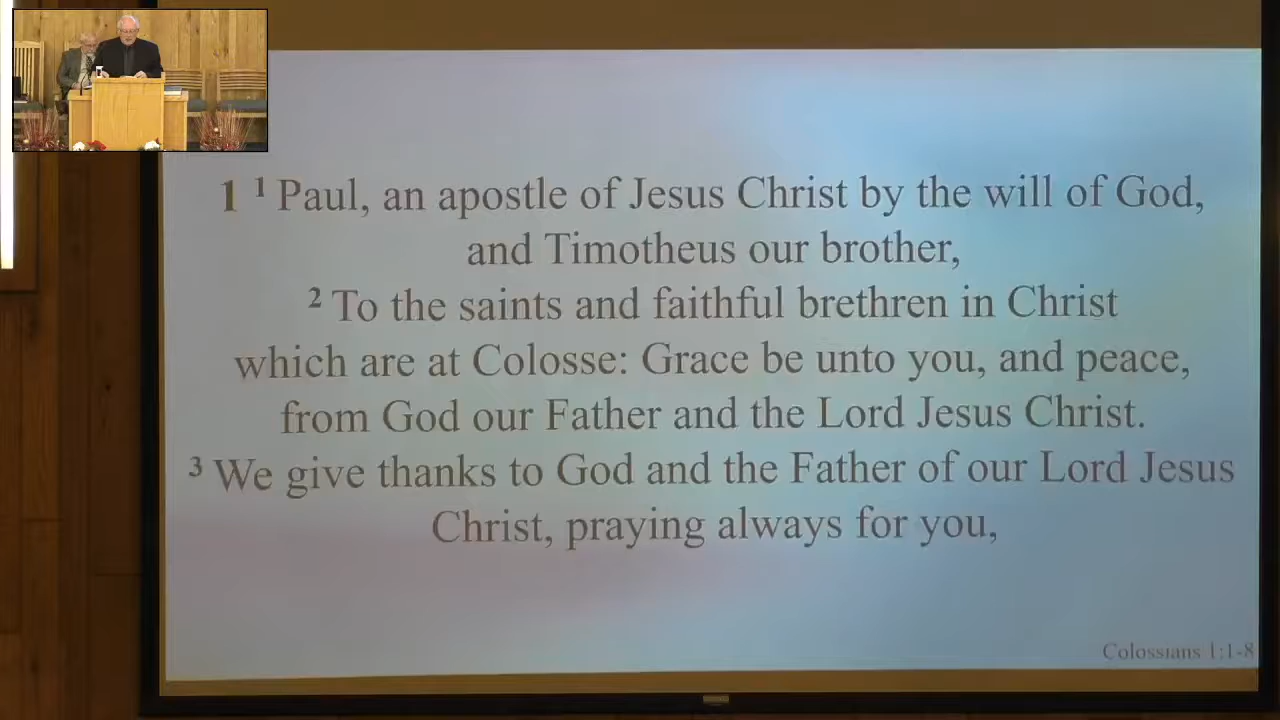 1 1 Paul, an apostle of Jesus Christ by the will of God,
and Timotheus our brother,
2 To the saints and faithful brethren in Christ
which are at Colosse: Grace be unto you, and peace,
from God our Father and the Lord Jesus Christ.
3 We give thanks to God and the Father of our Lord Jesus
Christ, praying always for you,
Colossians 1:1-8